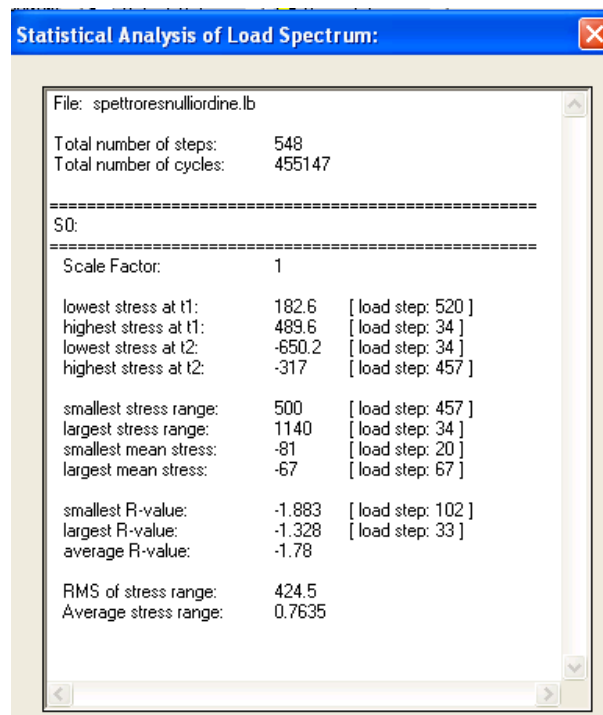 Statistical Analysis of Load Spectrum:
File: spettroresnulliordine.lb
Total number of steps: 548
Total number of cycles: 455147
====================================================
S0:
====================================================
Scale Factor: 1
lowest stress at t1: 182.6 [ load step: 520 ]
highest stress at t1: 489.6 [ load step: 34 ]
lowest stress at t2: -650.2 [ load step: 34 ]
highest stress at t2: -317 [ load step: 457 ]
smallest stress range: 500 [ load step: 457 ]
largest stress range: 1140 [ load step: 34 ]
smallest mean stress: -81 [ load step: 20 ]
largest mean stress: -67 [ load step: 67 ]
smallest R-value: -1.883 [ load step: 102 ]
largest R-value: -1.328 [ load step: 33 ]
average R-value: -1.78
RMS of stress range: 424.5
Average stress range: 0.7635